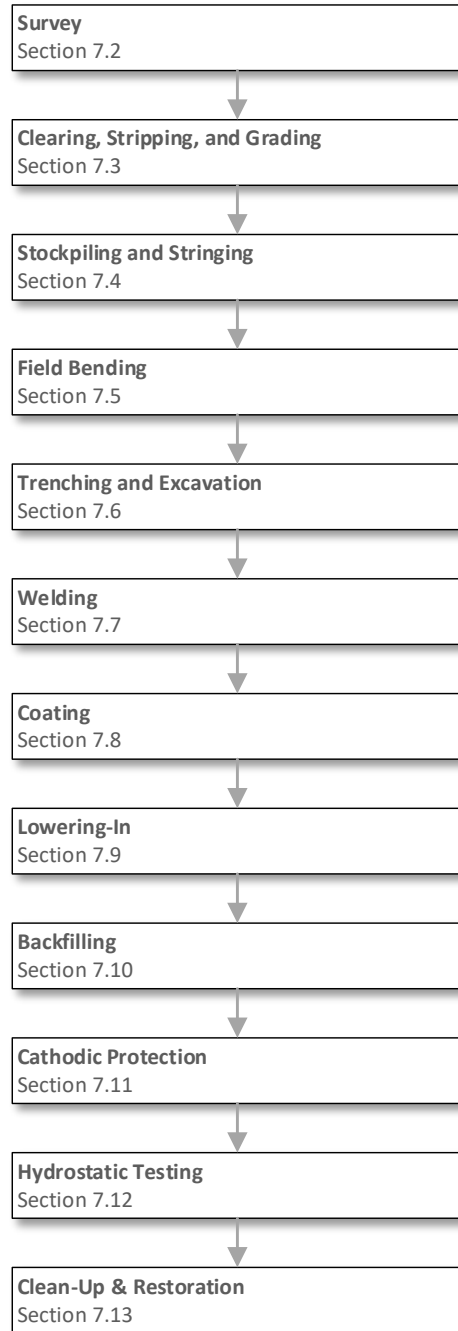 Survey
Section 7.2
Clearing, Stripping, and Grading
Section 7.3
Stockpiling and Stringing
Section 7.4
Field Bending
Section 7.5
Trenching and Excavation
Section 7.6
Welding
Section 7.7
Coating
Section 7.8
Lowering-In
Section 7.9
Backfilling
Section 7.10
Cathodic Protection
Section 7.11
Hydrostatic Testing
Section 7.12
Clean-Up & Restoration
Section 7.13